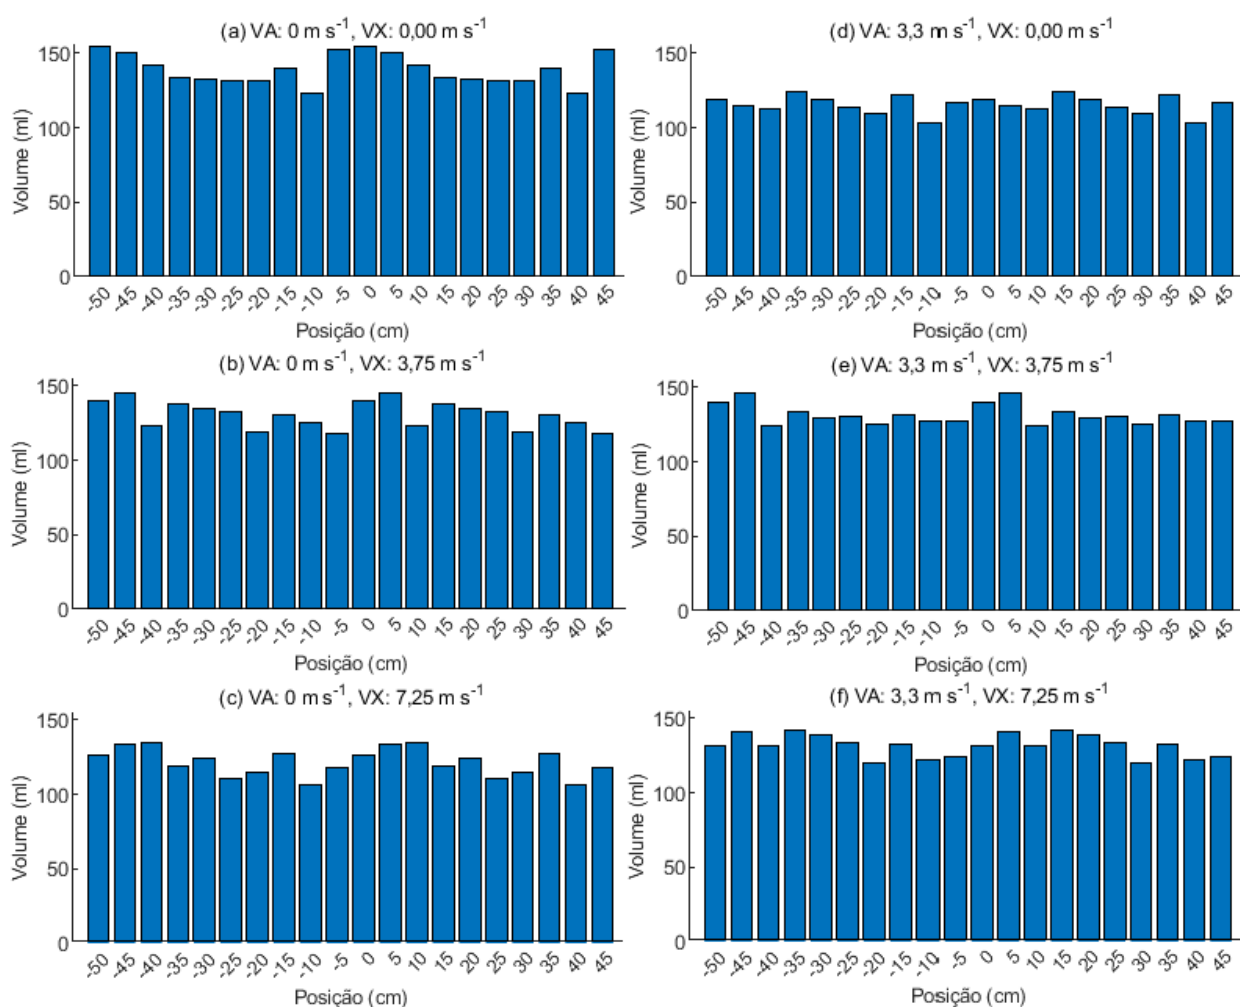 (a) VA: 0 m s⁻¹, VX: 0,00 m s⁻¹
Volume (ml)
150
100
50
0
-50 -45 -40 -35 -30 -25 -20 -15 -10 -5 0 5 10 15 20 25 30 35 40 45
Posição (cm)
(d) VA: 3,3 m s⁻¹, VX: 0,00 m s⁻¹
Volume (ml)
150
100
50
0
-50 -45 -40 -35 -30 -25 -20 -15 -10 -5 0 5 10 15 20 25 30 35 40 45
Posição (cm)
(b) VA: 0 m s⁻¹, VX: 3,75 m s⁻¹
Volume (ml)
150
100
50
0
-50 -45 -40 -35 -30 -25 -20 -15 -10 -5 0 5 10 15 20 25 30 35 40 45
Posição (cm)
(e) VA: 3,3 m s⁻¹, VX: 3,75 m s⁻¹
Volume (ml)
150
100
50
0
-50 -45 -40 -35 -30 -25 -20 -15 -10 -5 0 5 10 15 20 25 30 35 40 45
Posição (cm)
(c) VA: 0 m s⁻¹, VX: 7,25 m s⁻¹
Volume (ml)
150
100
50
0
-50 -45 -40 -35 -30 -25 -20 -15 -10 -5 0 5 10 15 20 25 30 35 40 45
Posição (cm)
(f) VA: 3,3 m s⁻¹, VX: 7,25 m s⁻¹
Volume (ml)
150
100
50
0
-50 -45 -40 -35 -30 -25 -20 -15 -10 -5 0 5 10 15 20 25 30 35 40 45
Posição (cm)